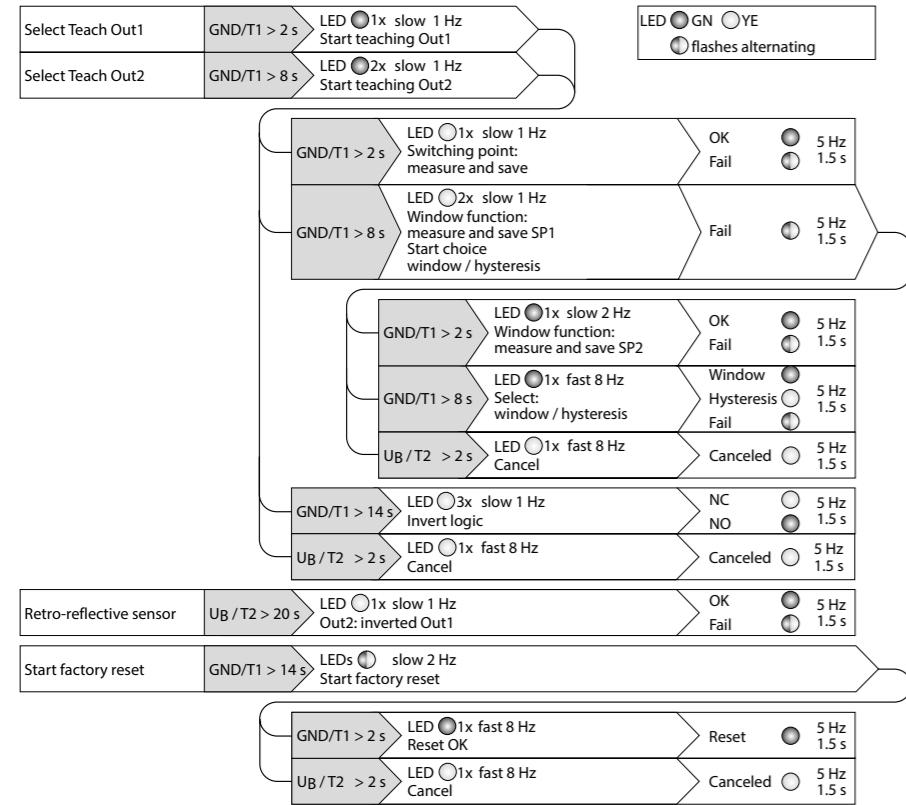 LED GN YE
flashes alternating
Select Teach Out1
GND/T1 > 2 s
LED 1x slow 1 Hz
Start teaching Out1
Select Teach Out2
GND/T1 > 8 s
LED 2x slow 1 Hz
Start teaching Out2
GND/T1 > 2 s
LED 1x slow 1 Hz
Switching point:
measure and save
OK
Fail
5 Hz
1.5 s
GND/T1 > 8 s
LED 2x slow 1 Hz
Window function:
measure and save SP1
Start choice
window / hysteresis
Fail
5 Hz
1.5 s
GND/T1 > 2 s
LED 1x slow 2 Hz
Window function:
measure and save SP2
OK
Fail
5 Hz
1.5 s
GND/T1 > 8 s
LED 1x fast 8 Hz
Select:
window / hysteresis
Window
Hysteresis
Fail
5 Hz
1.5 s
UB / T2 > 2 s
LED 1x fast 8 Hz
Cancel
Canceled
5 Hz
1.5 s
GND/T1 > 14 s
LED 3x slow 1 Hz
Invert logic
NC
NO
5 Hz
1.5 s
UB / T2 > 2 s
LED 1x fast 8 Hz
Cancel
Canceled
5 Hz
1.5 s
Retro-reflective sensor
UB / T2 > 20 s
LED 1x slow 1 Hz
Out2: inverted Out1
OK
Fail
5 Hz
1.5 s
Start factory reset
GND/T1 > 14 s
LEDs slow 2 Hz
Start factory reset
GND/T1 > 2 s
LED 1x fast 8 Hz
Reset OK
Reset
5 Hz
1.5 s
UB / T2 > 2 s
LED 1x fast 8 Hz
Cancel
Canceled
5 Hz
1.5 s